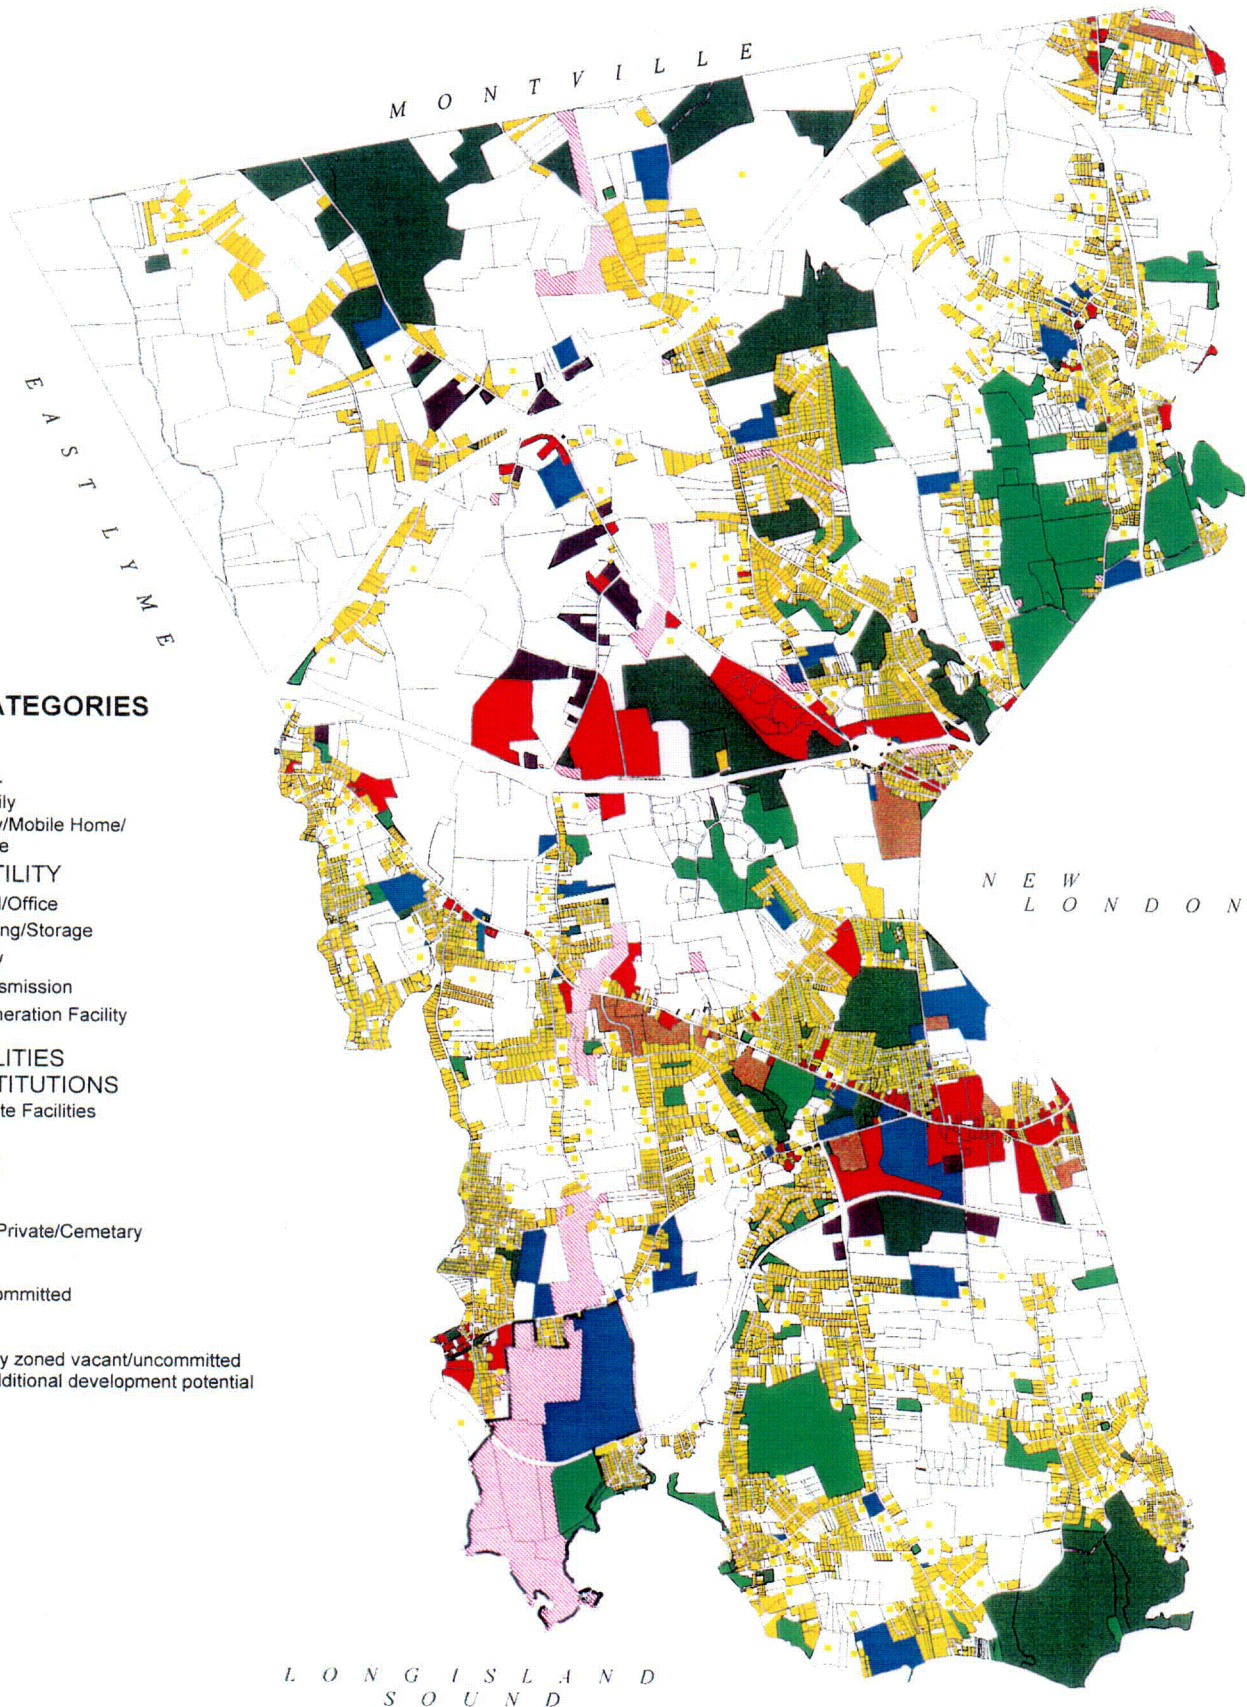 MONTVILLE
EAST LYME
ATEGORIES
ily
y/Mobile Home/
e
TILITY
l/Office
ng/Storage
y
smission
neration Facility
LITIES
TITUTIONS
te Facilities
Private/Cemetary
ommitted
y zoned vacant/uncommitted
dditional development potential
NEW
LONDON
LONG ISLAND
SOUND